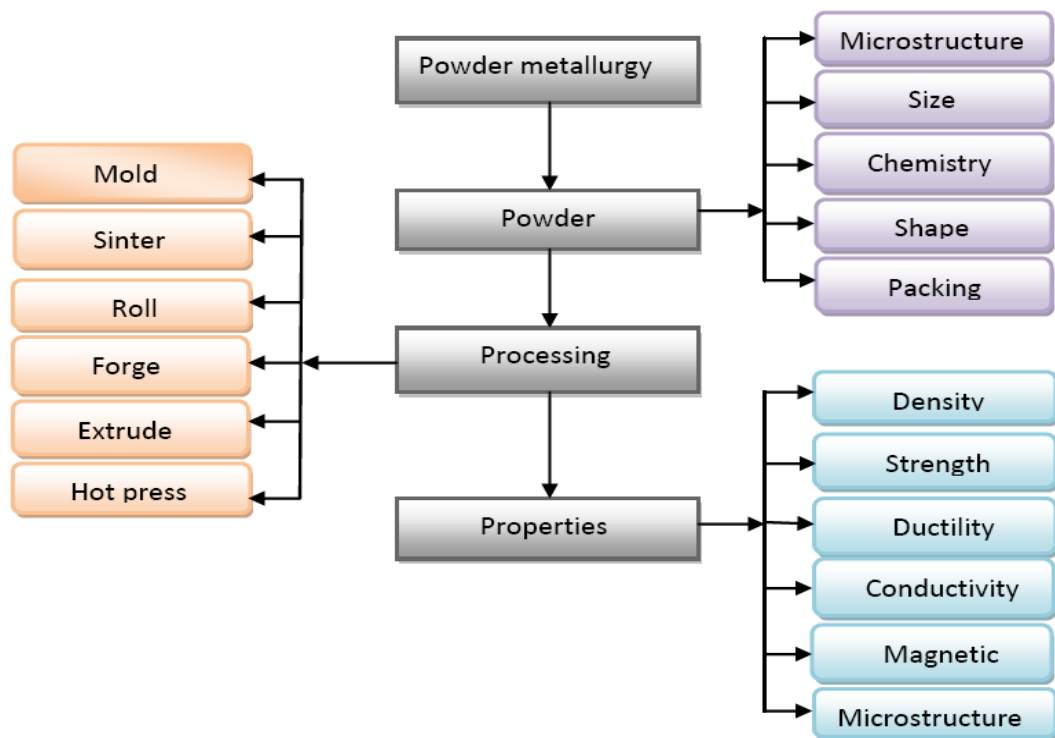 Powder metallurgy
Powder
Processing
Properties
Microstructure
Size
Chemistry
Shape
Packing
Mold
Sinter
Roll
Forge
Extrude
Hot press
Density
Strength
Ductility
Conductivity
Magnetic
Microstructure